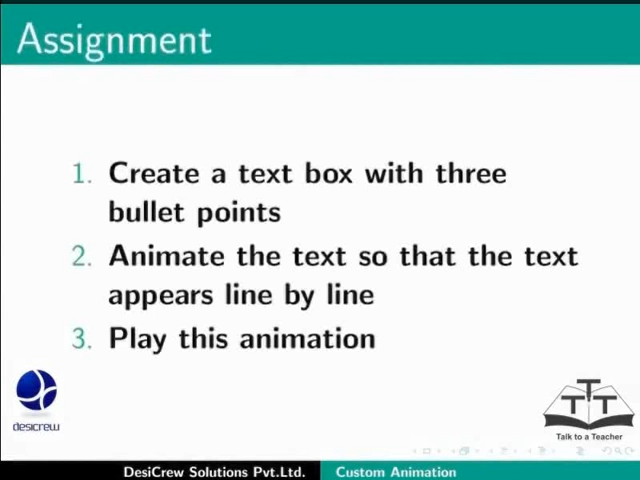 Assignment
1. Create a text box with three
bullet points
2. Animate the text so that the text
appears line by line
3. Play this animation
desicrew
TTT
Talk to a Teacher
DesiCrew Solutions Pvt.Ltd. Custom Animation